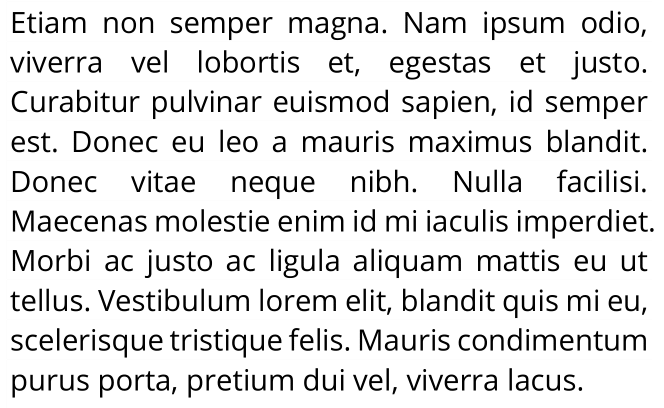 Etiam non semper magna. Nam ipsum odio,
viverra vel lobortis et, egestas et justo.
Curabitur pulvinar euismod sapien, id semper
est. Donec eu leo a mauris maximus blandit.
Donec vitae neque nibh. Nulla facilisi.
Maecenas molestie enim id mi iaculis imperdiet.
Morbi ac justo ac ligula aliquam mattis eu ut
tellus. Vestibulum lorem elit, blandit quis mi eu,
scelerisque tristique felis. Mauris condimentum
purus porta, pretium dui vel, viverra lacus.